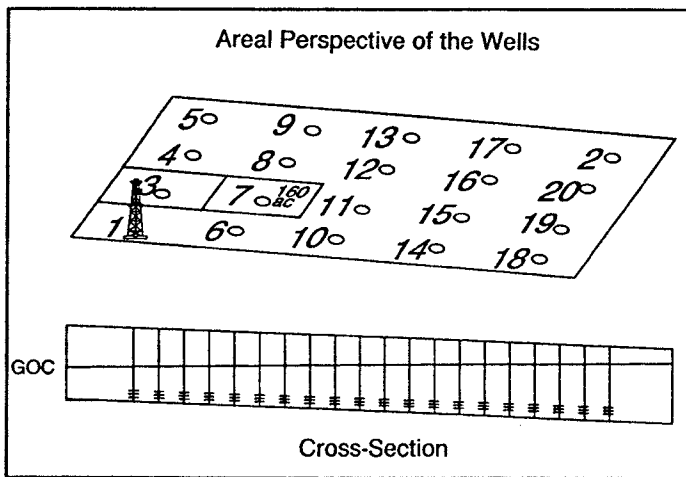 Areal Perspective of the Wells
5 9 13 17 2
4 8 12 16 20
3 7 160 ac 11 15 19
1 6 10 14 18
GOC
Cross-Section